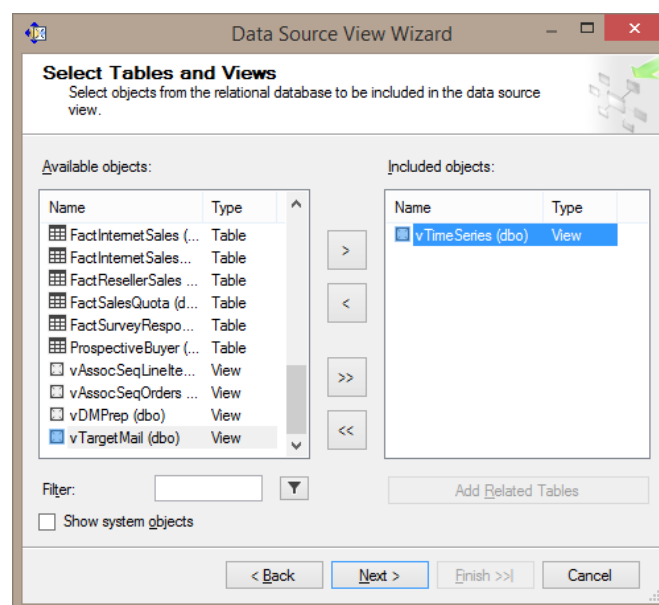 Data Source View Wizard
Select Tables and Views
Select objects from the relational database to be included in the data source
view.
Available objects:
Name Type
FactInternetSales (... Table
FactInternetSales... Table
FactResellerSales ... Table
FactSalesQuota (d... Table
FactSurveyRespo... Table
ProspectiveBuyer (... Table
vAssocSeqLineIte... View
vAssocSeqOrders ... View
vDMPrep (dbo) View
vTargetMail (dbo) View
>
<
>>
<<
Included objects:
Name Type
vTimeSeries (dbo) View
Filter:
Add Related Tables
Show system objects
< Back
Next >
Finish >>|
Cancel